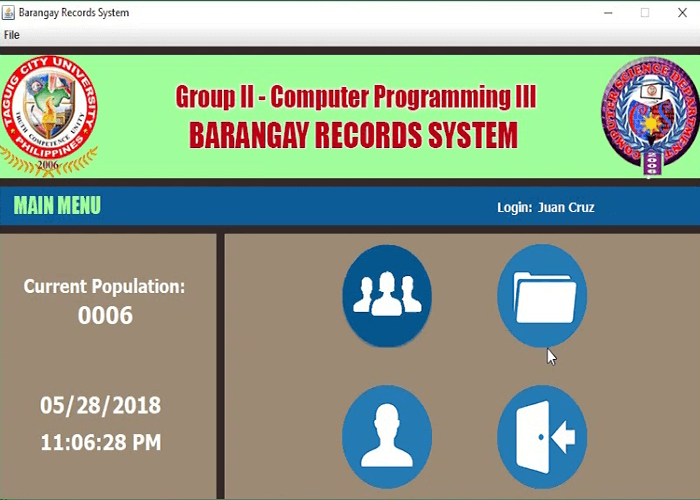 Barangay Records System
File
TAGUIG CITY UNIVERSITY
TRUTH COMPETENCE UNITY
PHILIPPINES
2006
Group II - Computer Programming III
BARANGAY RECORDS SYSTEM
COMPUTER SCIENCE DEPARTMENT
2006
MAIN MENU
Login: Juan Cruz
Current Population:
0006
05/28/2018
11:06:28 PM